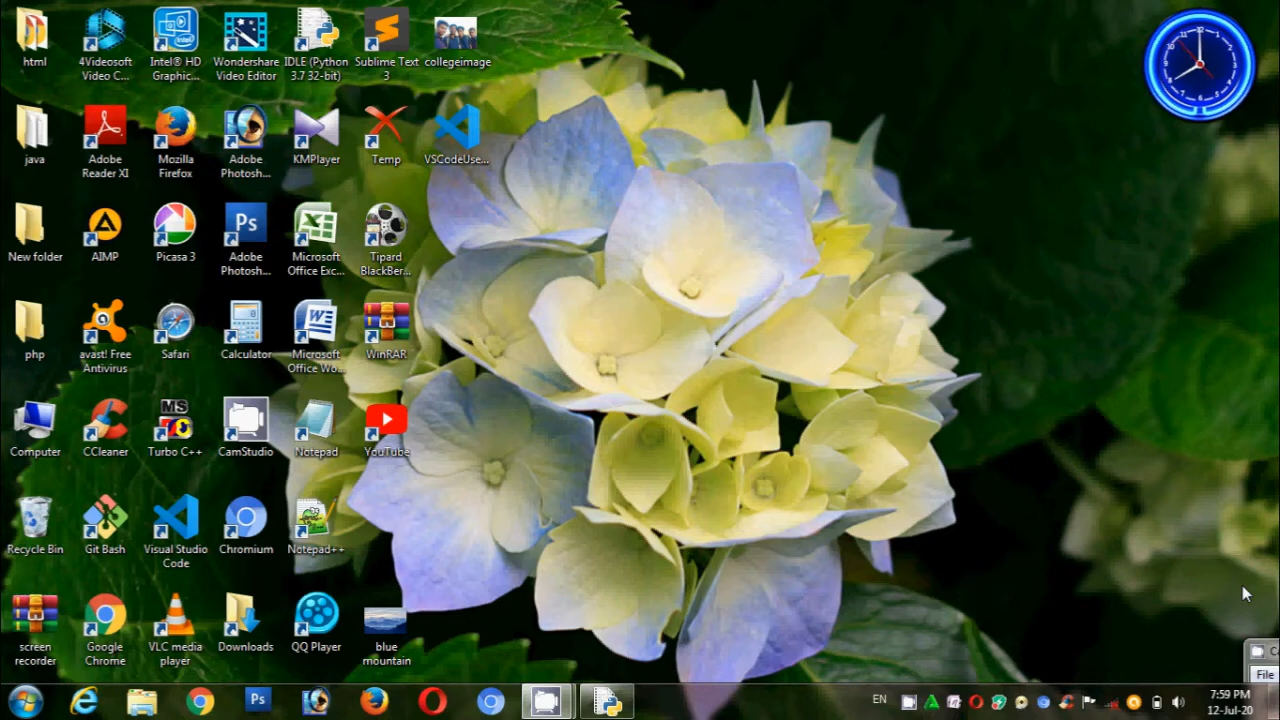 html
4Videosoft
Video C...
Intel® HD
Graphic...
Wondershare
Video Editor
IDLE (Python
3.7 32-bit)
Sublime Text
3
collegeimage
java
Adobe
Reader XI
Mozilla
Firefox
Adobe
Photosh...
KMPlayer
Temp
VSCodeUse...
New folder
AIMP
Picasa 3
Ps
Adobe
Photosh...
Microsoft
Office Exc...
Tipard
BlackBer...
php
avast! Free
Antivirus
Safari
Calculator
Microsoft
Office Wo...
WinRAR
Computer
CCleaner
MS
Turbo C++
CamStudio
Notepad
YouTube
Recycle Bin
Git Bash
Visual Studio
Code
Chromium
Notepad++
screen
recorder
Google
Chrome
VLC media
player
Downloads
QQ Player
blue
mountain
File
Ps
EN
7:59 PM
12-Jul-20